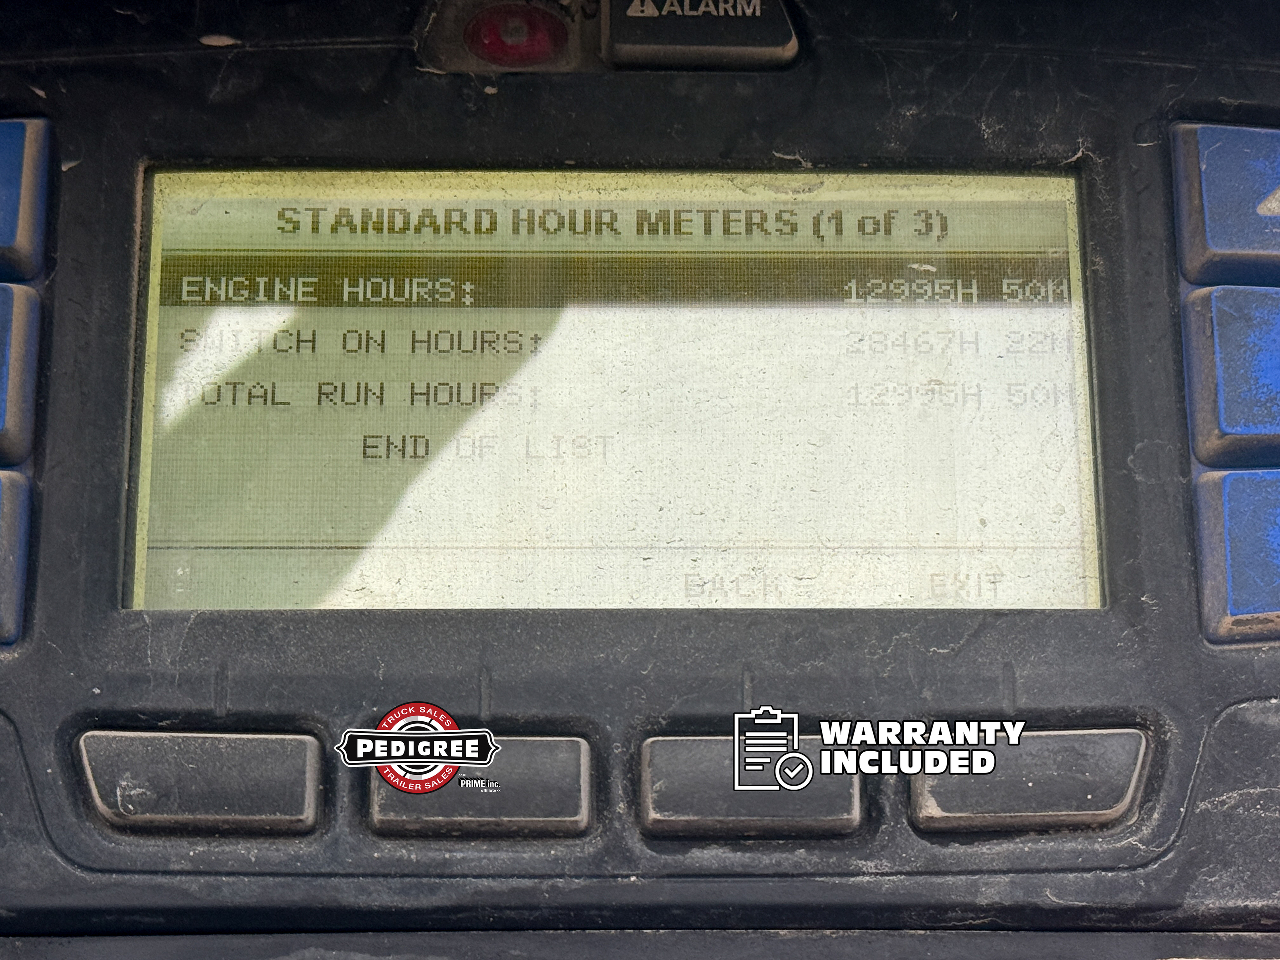 ALARM
STANDARD HOUR METERS (1 of 3)
ENGINE HOURS: 12995H 50M
SWITCH ON HOURS: 28467H 22M
TOTAL RUN HOURS: 12995H 50M
END OF LIST
BACK EXIT
TRUCK SALES
PEDIGREE
TRAILER SALES
PRIME inc.
WARRANTY
INCLUDED